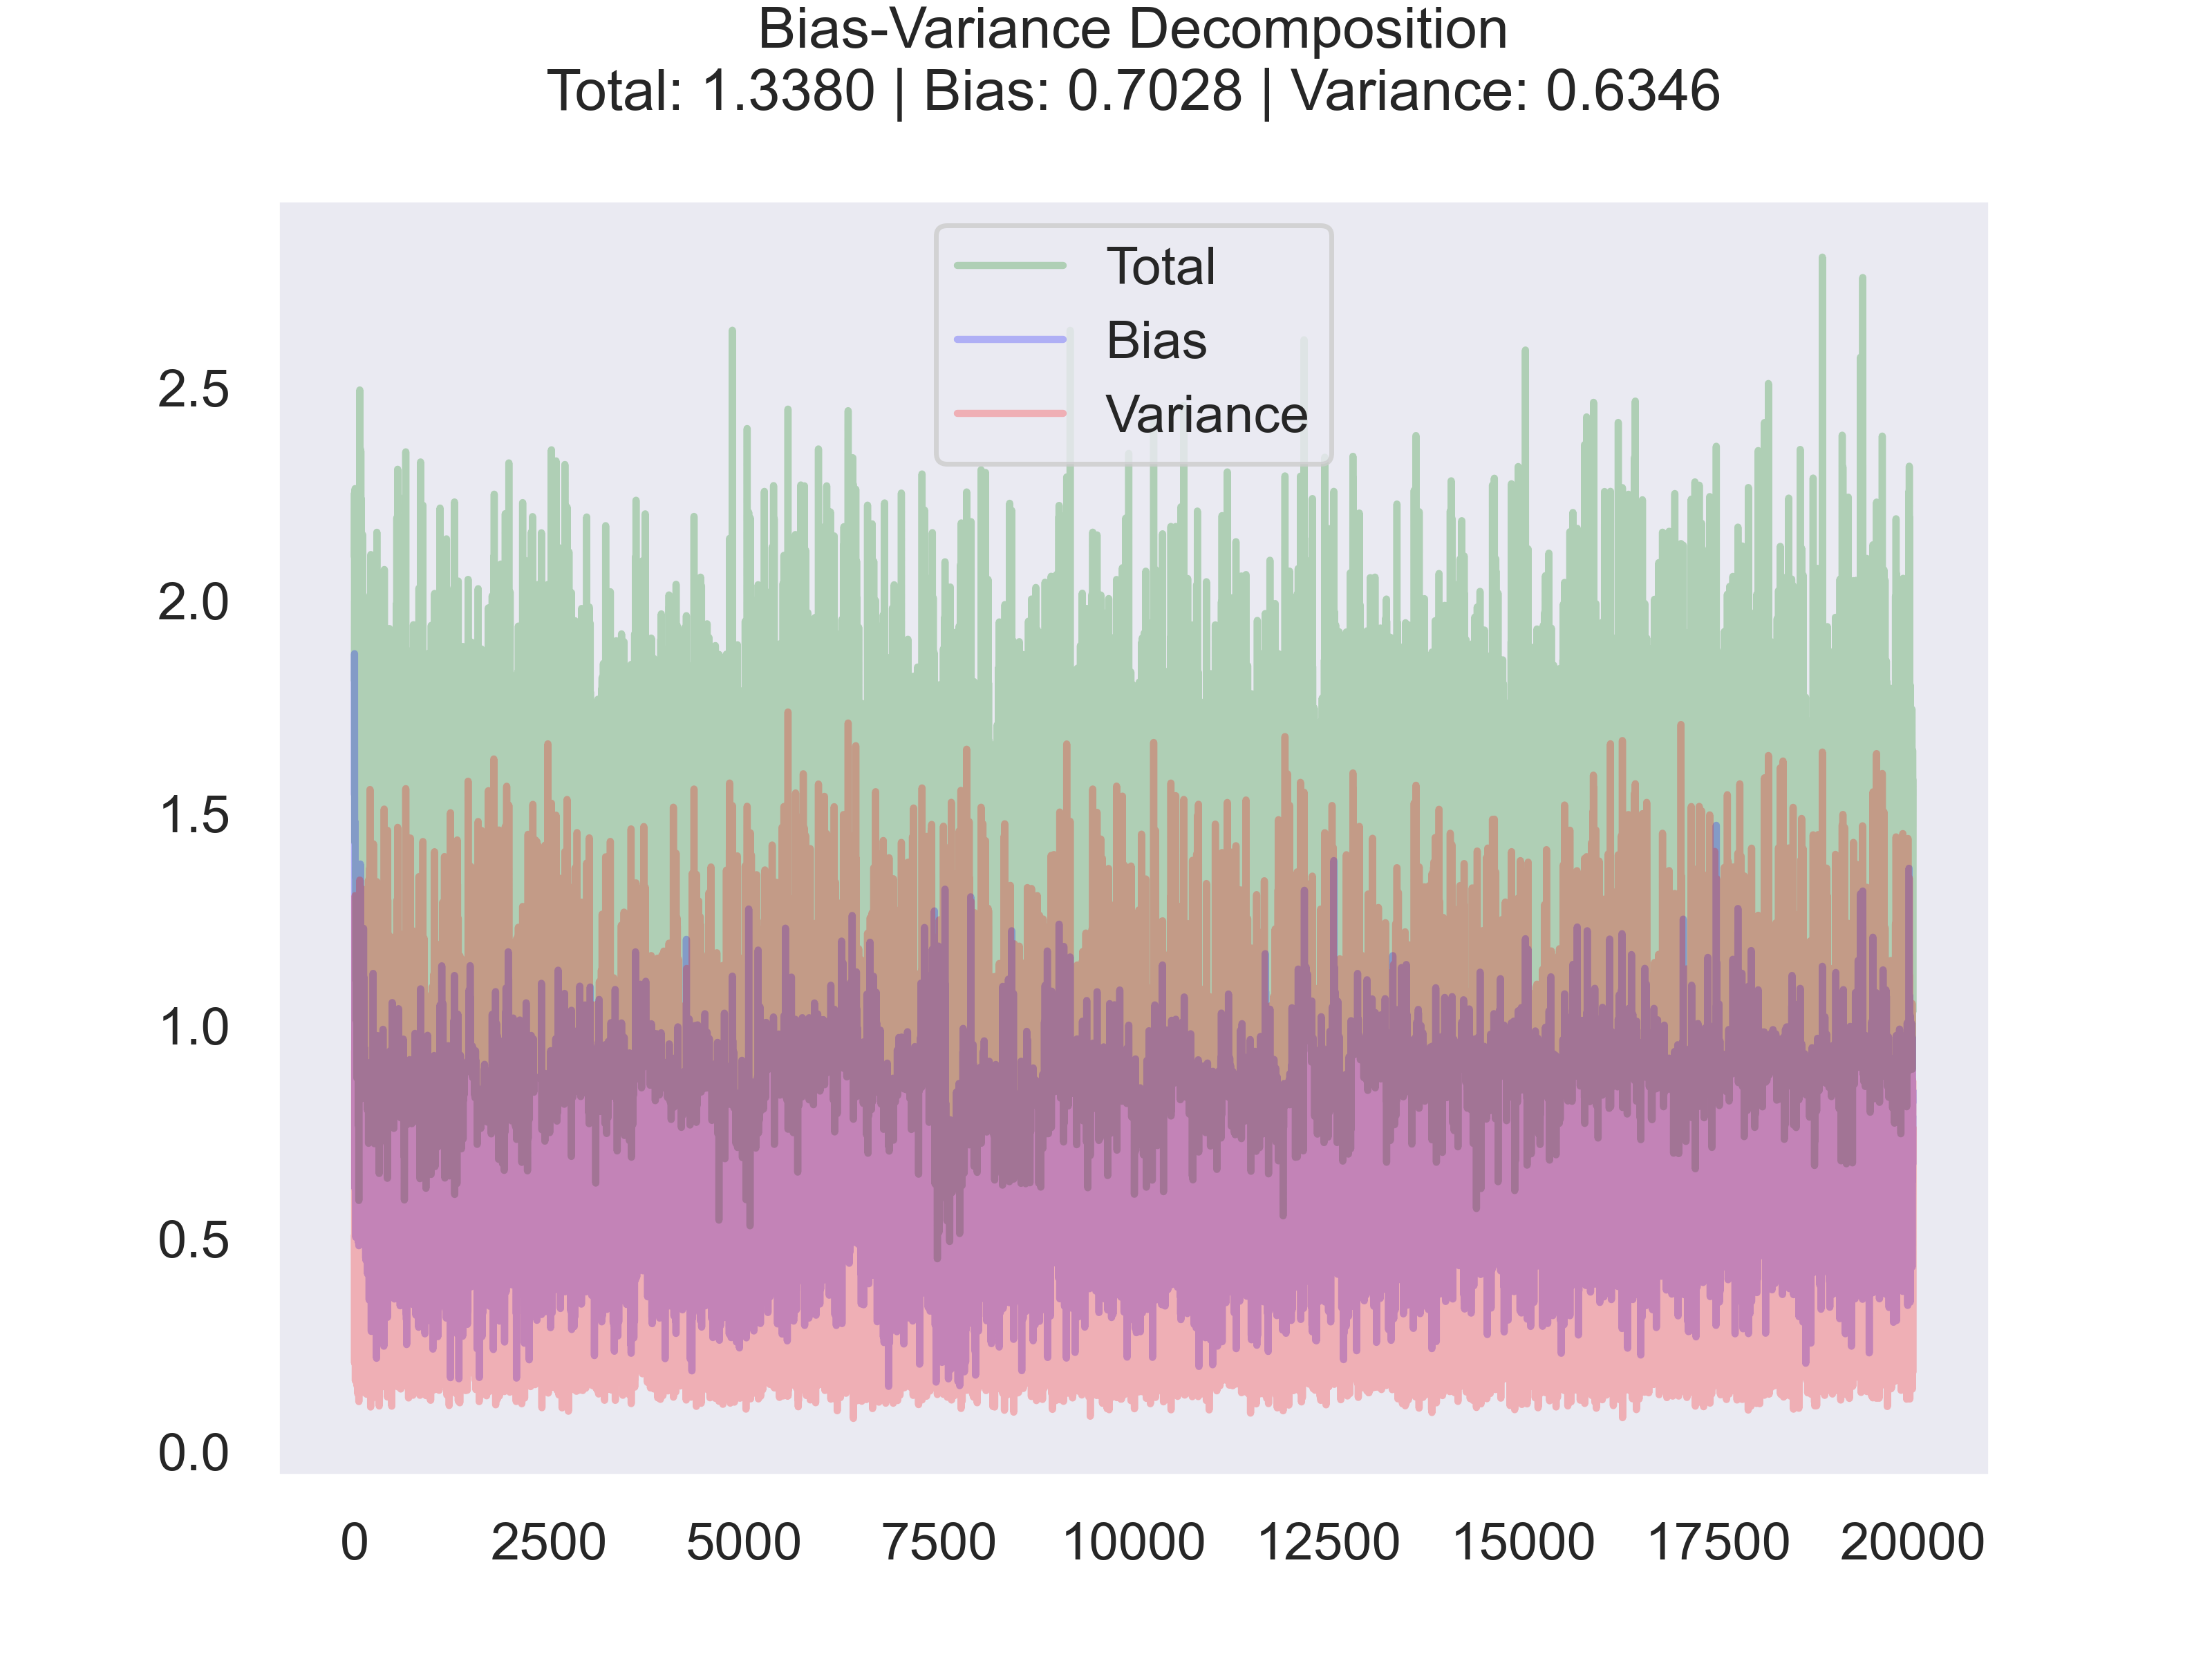 Bias-Variance Decomposition
Total: 1.3380 | Bias: 0.7028 | Variance: 0.6346
Total
Bias
Variance
2.5
2.0
1.5
1.0
0.5
0.0
0 2500 5000 7500 10000 12500 15000 17500 20000